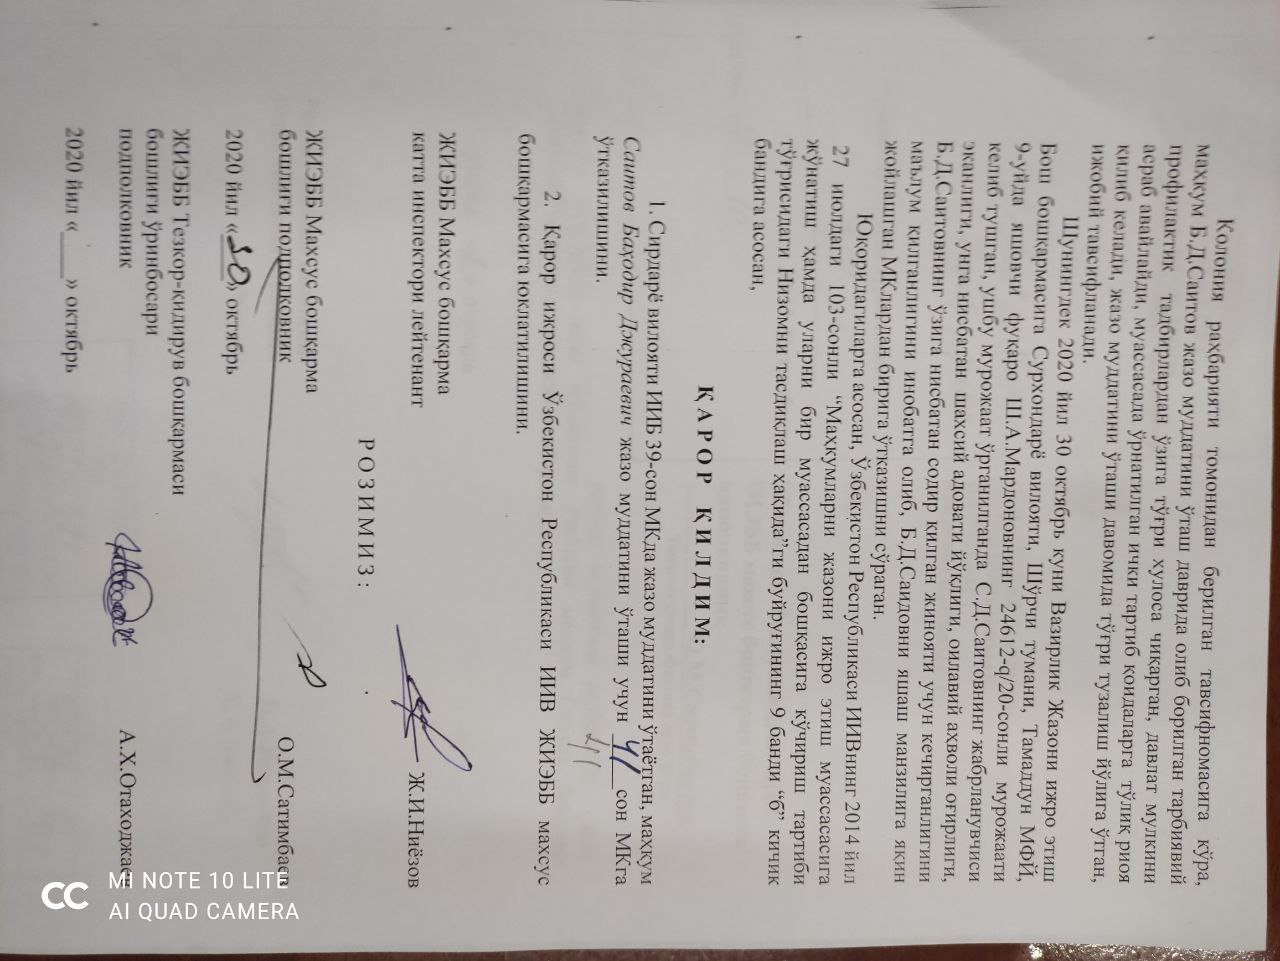 Колония раҳбарияти томонидан берилган тавсифномасига кўра,
маҳкум Б.Д.Саитов жазо муддатини ўташ даврида олиб борилган тарбиявий
профилактик тадбирлардан ўзига тўғри хулоса чиқарган, давлат мулкини
асраб авайлайди, муассасада ўрнатилган ички тартиб қоидаларга тўлиқ риоя
қилиб келади, жазо муддатини ўташи давомида тўғри тузалиш йўлига ўтган,
ижобий тавсифланади.
Шунингдек 2020 йил 30 октябрь куни Вазирлик Жазони ижро этиш
Бош бошқармасига Сурхондарё вилояти, Шўрчи тумани, Тамаддун МФЙ,
9-уйда яшовчи фуқаро Ш.А.Мардоновнинг 24612-q/20-сонли мурожаати
келиб тушган, ушбу мурожаат ўрганилганда С.Д.Саитовнинг жабрланувчиси
эканлиги, унга нисбатан шахсий адовати йўқлиги, оилавий аҳволи оғирлиги,
Б.Д.Саитовнинг ўзига нисбатан содир қилган жинояти учун кечирганлигини
маълум қилганлигини инобатга олиб, Б.Д.Саидовни яшаш манзилига яқин
жойлашган МКлардан бирига ўтказишни сўраган.
Юқоридагиларга асосан, Ўзбекистон Республикаси ИИВнинг 2014 йил
27 июлдаги 103-сонли “Маҳкумларни жазони ижро этиш муассасасига
жўнатиш ҳамда уларни бир муассасадан бошқасига кўчириш тартиби
тўғрисидаги Низомни тасдиқлаш ҳақида”ги буйруғининг 9 банди “б” кичик
бандига асосан,
ҚАРОР ҚИЛДИМ:
1. Сирдарё вилояти ИИБ 39-сон МКда жазо муддатини ўтаётган, маҳкум
Саитов Баҳодир Джураевич жазо муддатини ўташи учун 41 сон МКга
ўтказилишини.
2. Қарор ижроси Ўзбекистон Республикаси ИИВ ЖИЭББ махсус
бошқармасига юклатилишини.
ЖИЭББ Махсус бошқарма
катта инспектори лейтенант Ж.И.Ниёзов
РОЗИМИЗ:
ЖИЭББ Махсус бошқарма
бошлиғи подполковник О.М.Сатимбаев
2020 йил «30» октябрь
ЖИЭББ Тезкор-қидирув бошқармаси
бошлиғи ўринбосари
подполковник А.Х.Огаходжаев
2020 йил «____» октябрь
MI NOTE 10 LITE
AI QUAD CAMERA